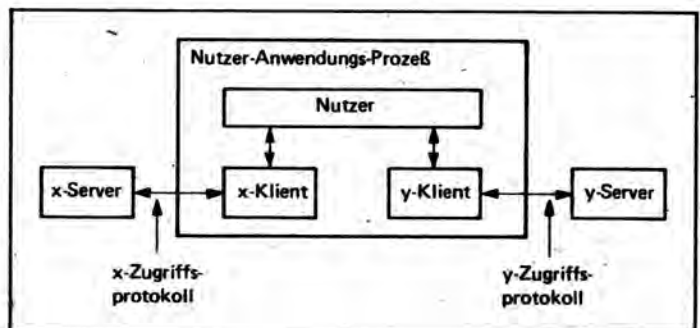 Nutzer-Anwendungs-Prozeß
Nutzer
x-Server
x-Klient
y-Klient
y-Server
x-Zugriffs-
protokoll
y-Zugriffs-
protokoll